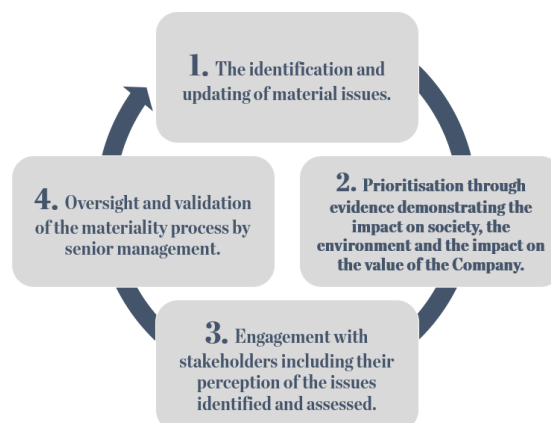 1. The identification and
updating of material issues.
2. Prioritisation through
evidence demonstrating the
impact on society, the
environment and the impact on
the value of the Company.
3. Engagement with
stakeholders including their
perception of the issues
identified and assessed.
4. Oversight and validation
of the materiality process by
senior management.